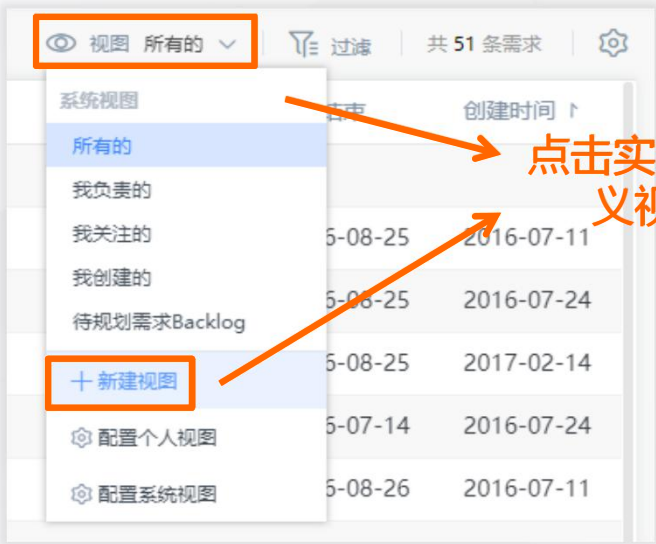 视图 所有的 过滤 共 51 条需求
系统视图
结束 创建时间
所有的
点击实
义视
我负责的
我关注的 6-08-25 2016-07-11
我创建的
6-08-25 2016-07-24
待规划需求Backlog
新建视图 6-08-25 2017-02-14
配置个人视图 6-07-14 2016-07-24
配置系统视图 6-08-26 2016-07-11